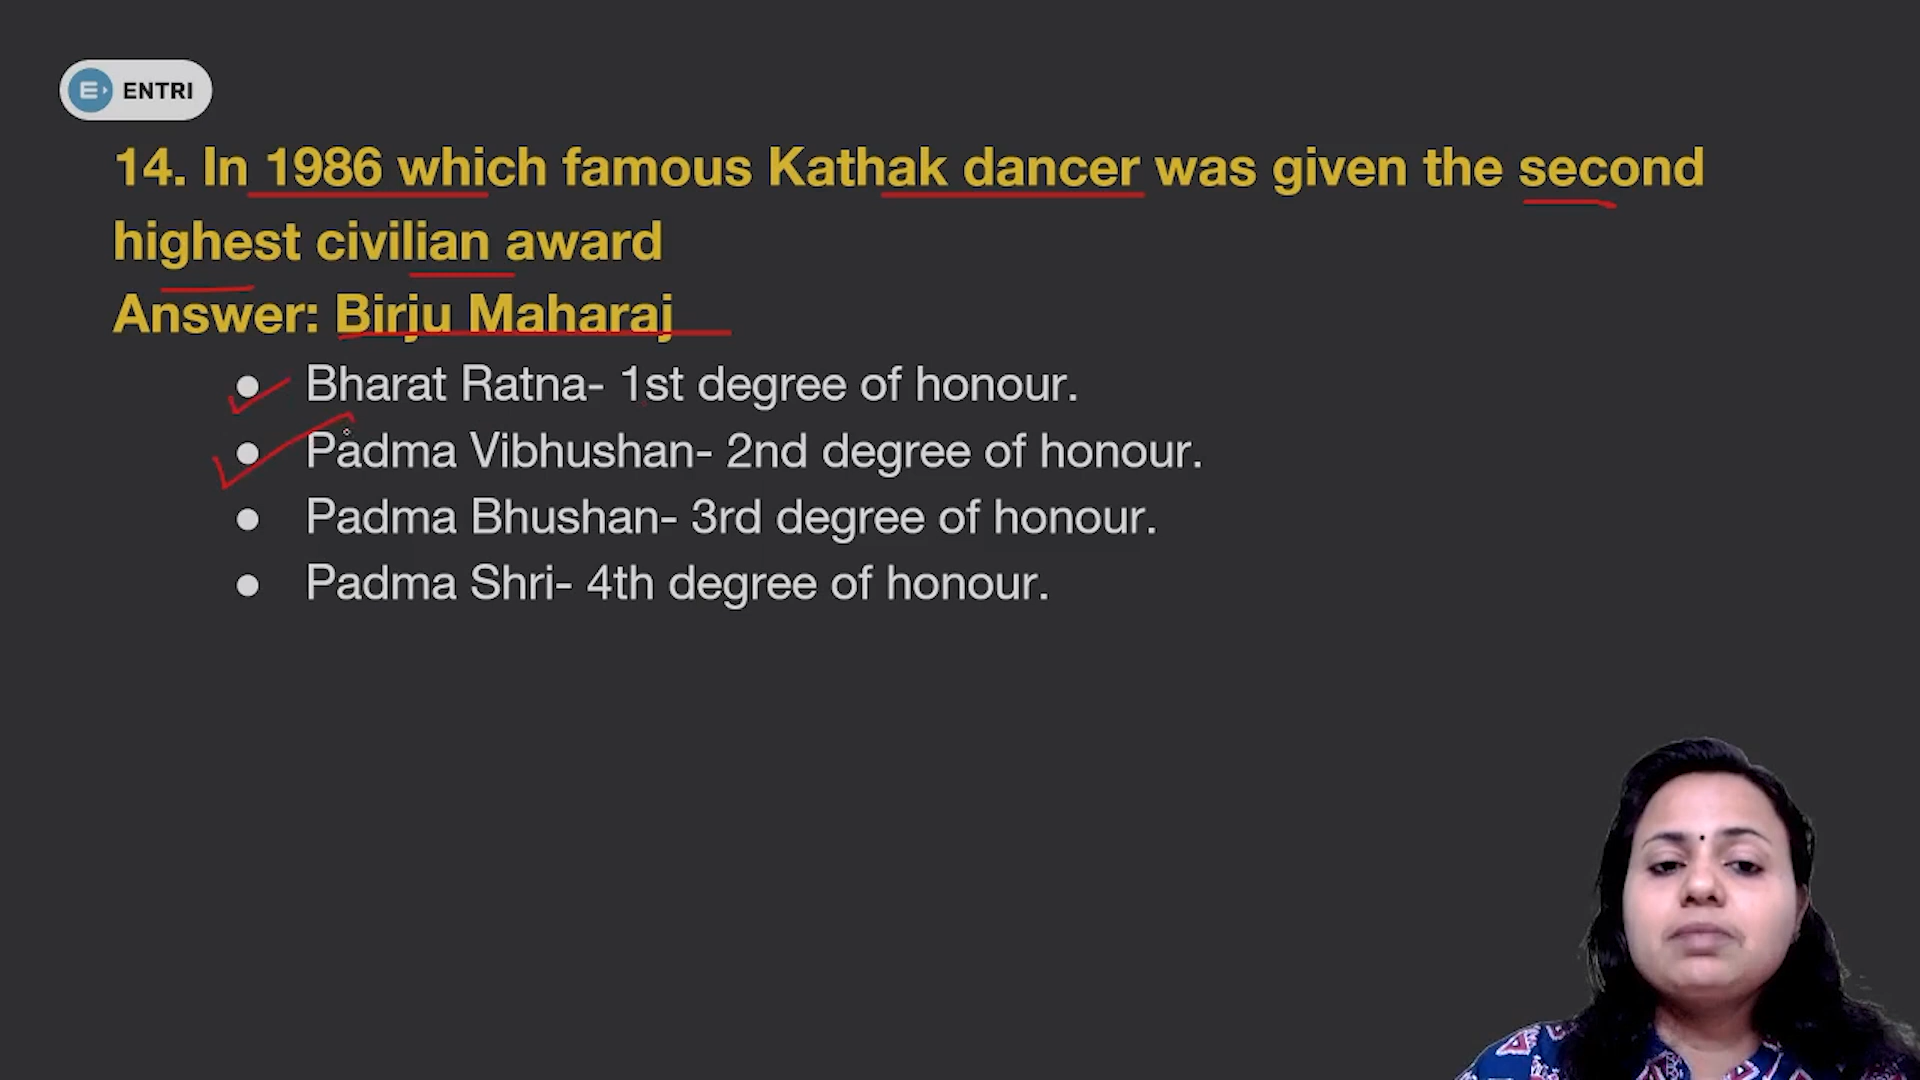 ENTRI
14. In 1986 which famous Kathak dancer was given the second
highest civilian award
Answer: Birju Maharaj
● Bharat Ratna- 1st degree of honour.
● Padma Vibhushan- 2nd degree of honour.
● Padma Bhushan- 3rd degree of honour.
● Padma Shri- 4th degree of honour.